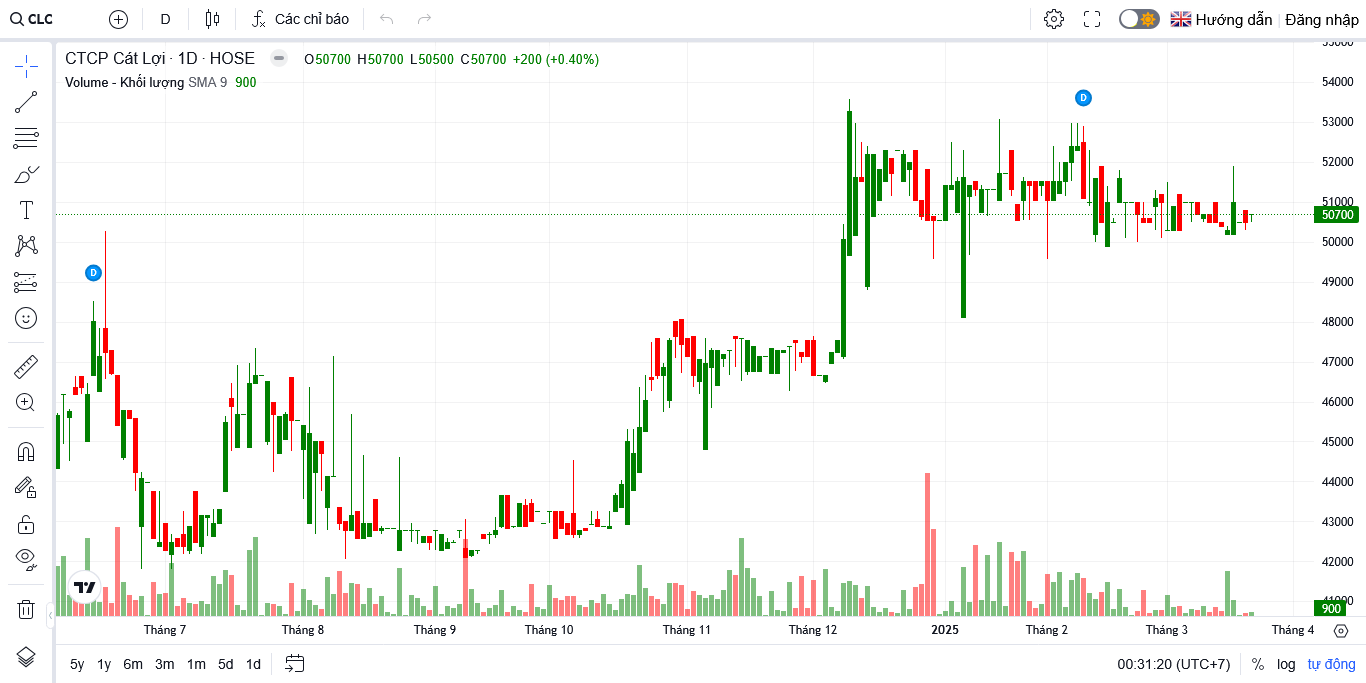 CLC D Các chỉ báo Hướng dẫn Đăng nhập
CTCP Cát Lợi · 1D · HOSE O50700 H50700 L50500 C50700 +200 (+0.40%)
Volume - Khối lượng SMA 9 900
55000
54000
53000
52000
51000
50700
50000
49000
48000
47000
46000
45000
44000
43000
42000
41000
900
D
D
Tháng 7 Tháng 8 Tháng 9 Tháng 10 Tháng 11 Tháng 12 2025 Tháng 2 Tháng 3 Tháng 4
5y 1y 6m 3m 1m 5d 1d 00:31:20 (UTC+7) % log tự động